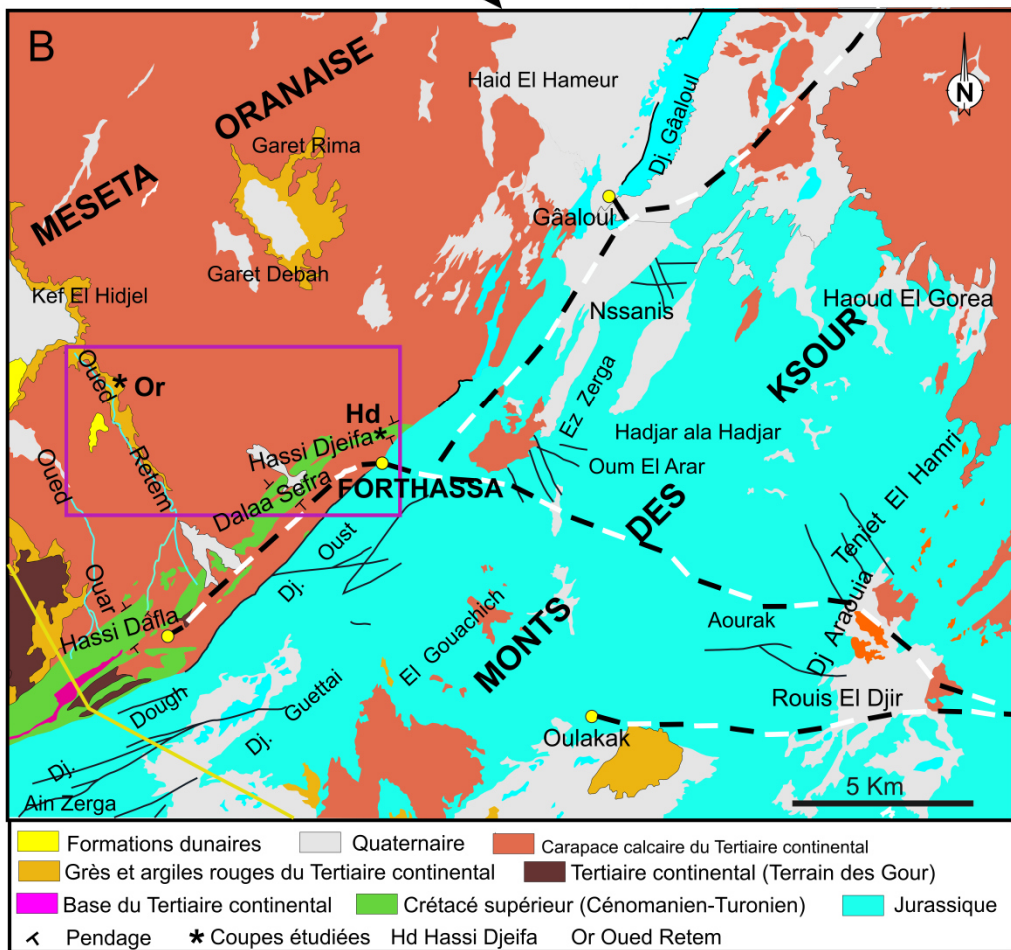 B
MESETA
ORANAISE
Haid El Hameur
N
Garet Rima
Dj. Gâaloul
Gâaloul
Garet Debah
Kef El Hidjel
Nssanis
Haoud El Gorea
KSOUR
Oued
Retem
* Or
Hd
Hassi Djeifa*
Ez Zerga
Hadjar ala Hadjar
Oum El Arar
FORTHASSA
Dalaa Sefra
DES
Teniet El Hamri
Oued
Ouar
Dj. Oust
Hassi Dáfla
El Gouachich
MONTS
Aourak
Dj Araouia
Rouis El Djir
Dj. Dough
Dj. Guettai
Oulakak
Ain Zerga
5 Km
Formations dunaires
Quaternaire
Carapace calcaire du Tertiaire continental
Grès et argiles rouges du Tertiaire continental
Tertiaire continental (Terrain des Gour)
Base du Tertiaire continental
Crétacé supérieur (Cénomanien-Turonien)
Jurassique
Pendage
* Coupes étudiées
Hd Hassi Djeifa
Or Oued Retem